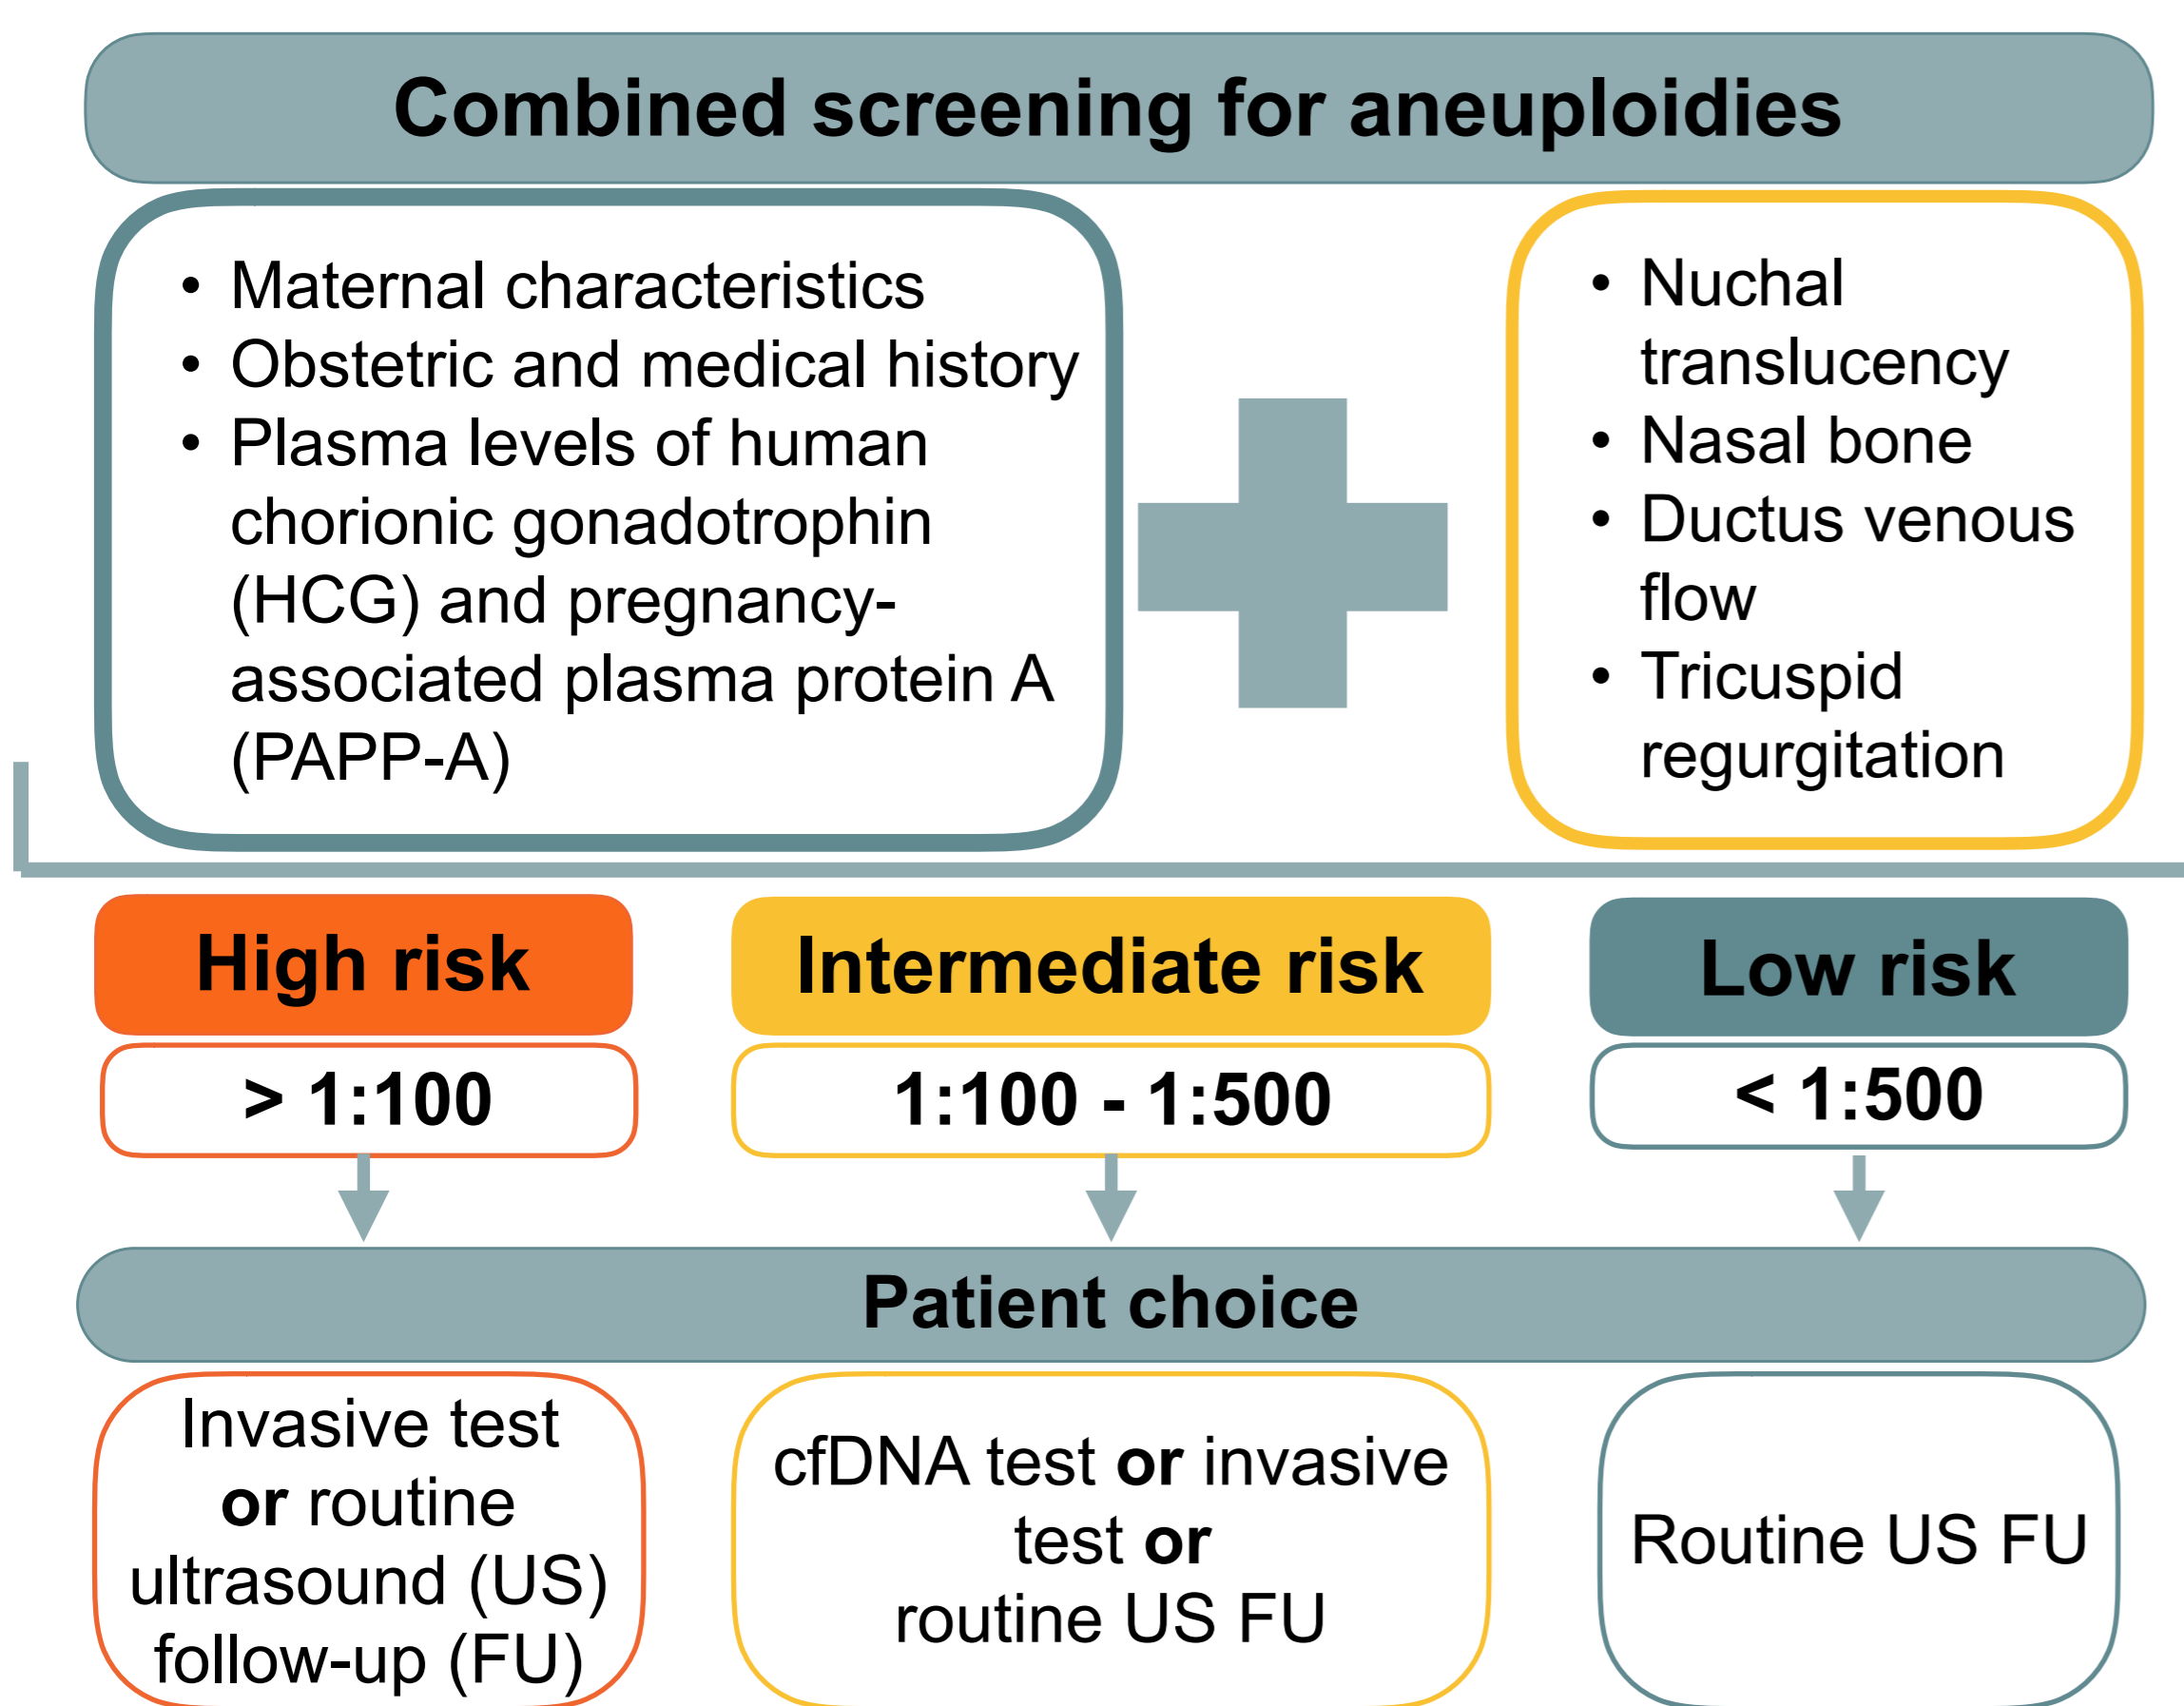 Combined screening for aneuploidies
• Maternal characteristics
• Obstetric and medical history
• Plasma levels of human
chorionic gonadotrophin
(HCG) and pregnancy-
associated plasma protein A
(PAPP-A)
• Nuchal
translucency
• Nasal bone
• Ductus venous
flow
• Tricuspid
regurgitation
High risk
> 1:100
Intermediate risk
1:100 - 1:500
Low risk
< 1:500
Patient choice
Invasive test
or routine
ultrasound (US)
follow-up (FU)
cfDNA test or invasive
test or
routine US FU
Routine US FU